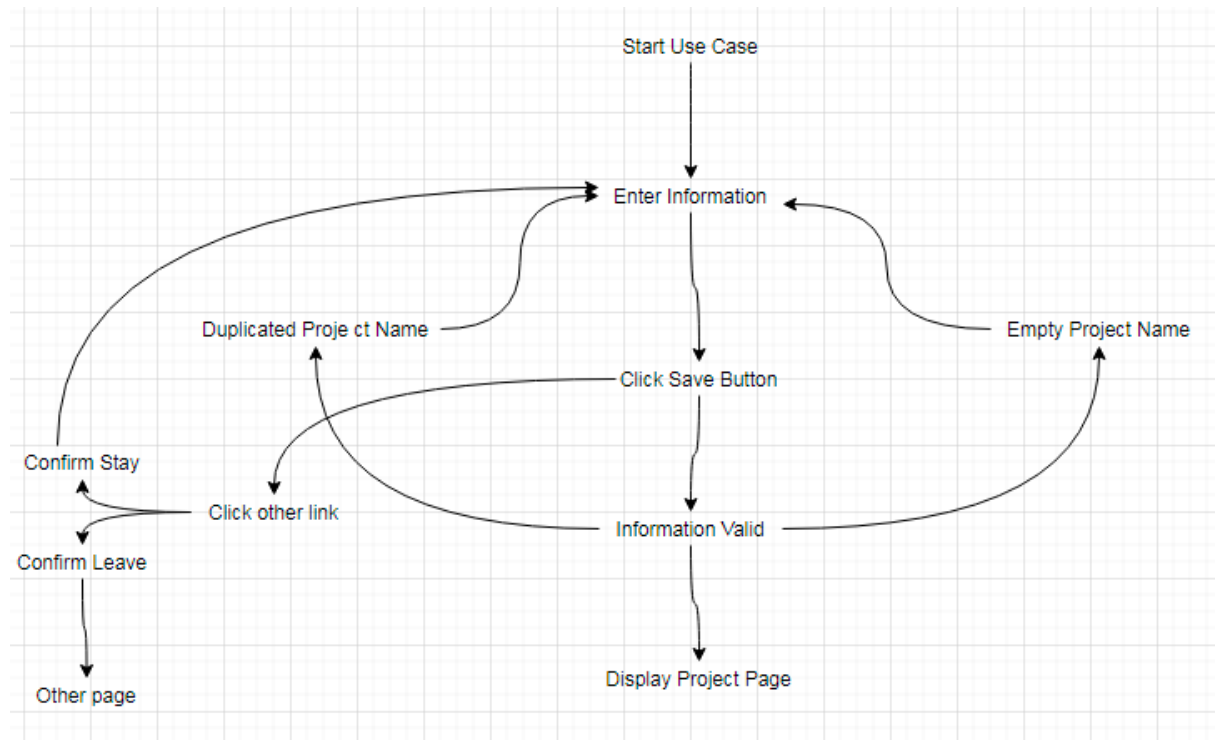 Start Use Case
Enter Information
Duplicated Proje ct Name
Empty Project Name
Click Save Button
Confirm Stay
Click other link
Information Valid
Confirm Leave
Display Project Page
Other page